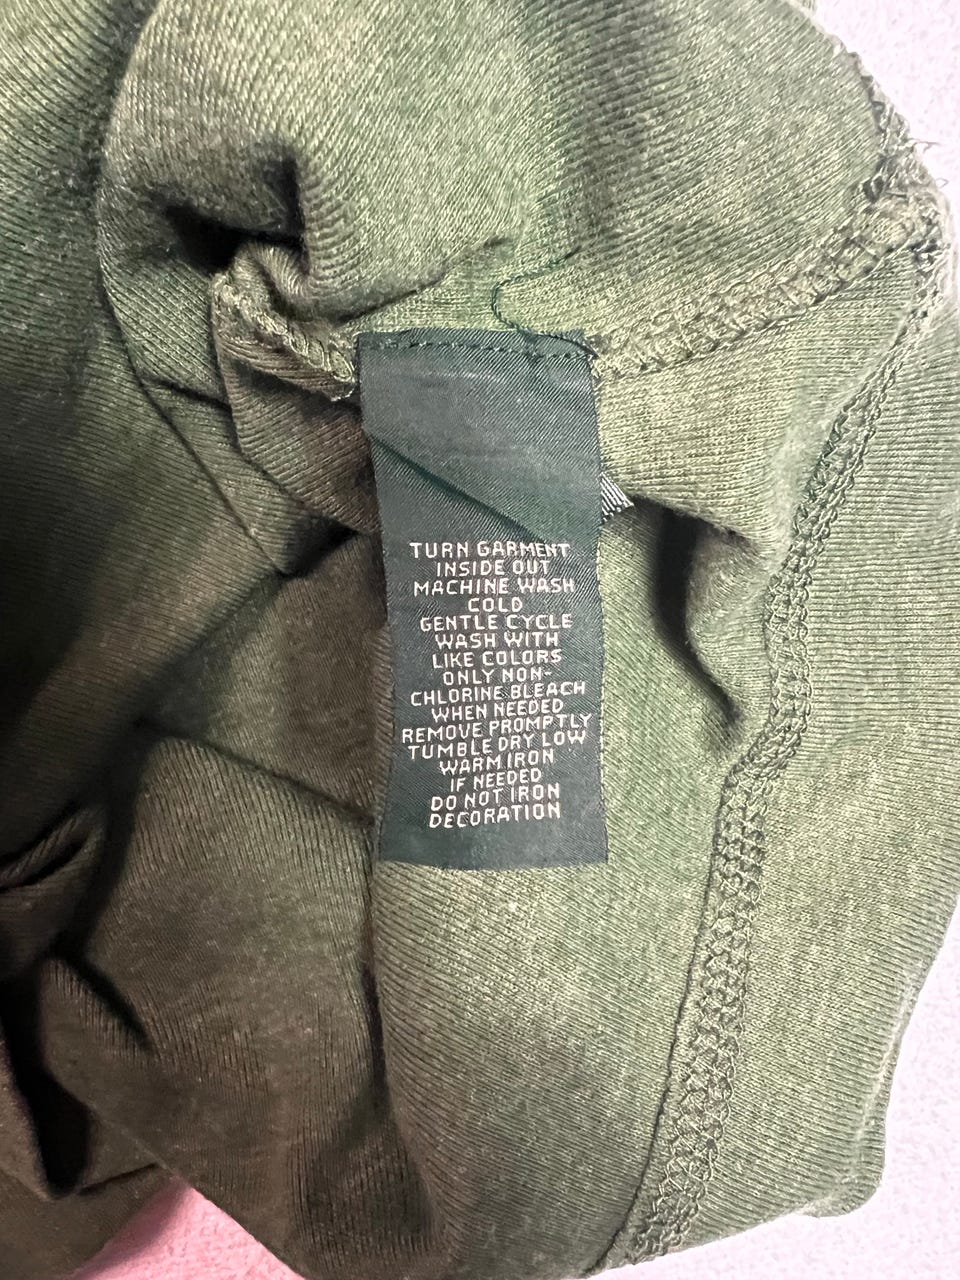 TURN GARMENT
INSIDE OUT
MACHINE WASH
COLD
GENTLE CYCLE
WASH WITH
LIKE COLORS
ONLY NON-
CHLORINE BLEACH
WHEN NEEDED
REMOVE PROMPTLY
TUMBLE DRY LOW
WARM IRON
IF NEEDED
DO NOT IRON
DECORATION